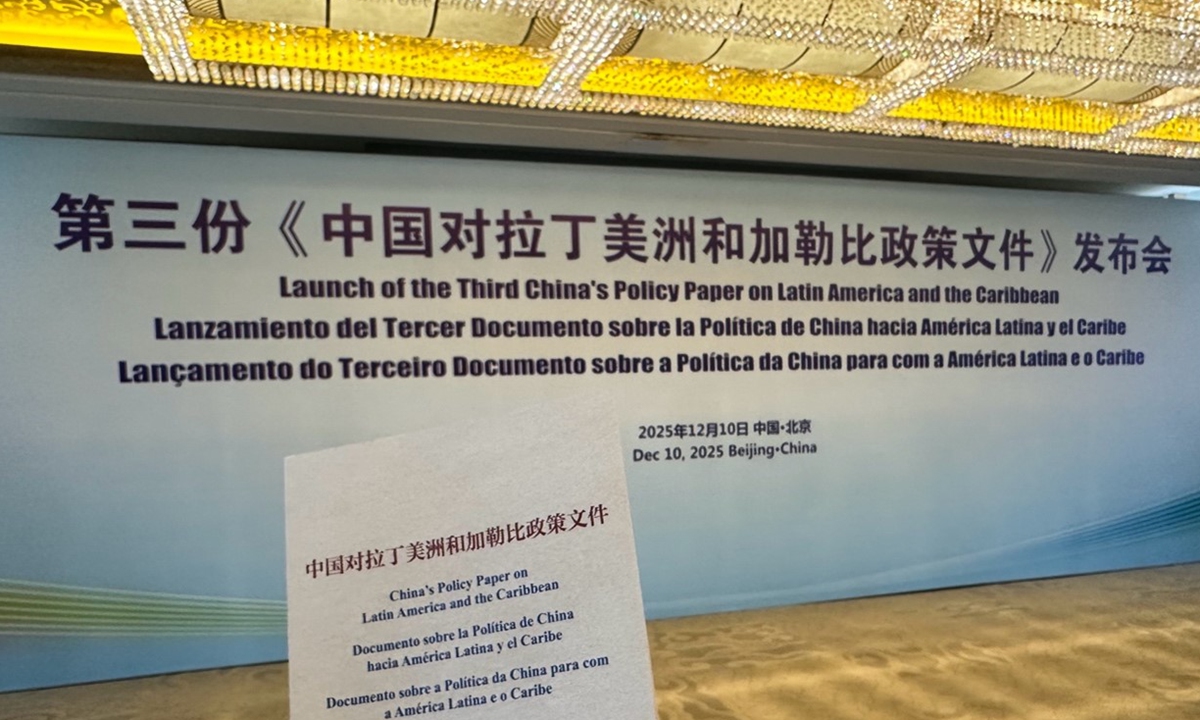 第三份《中国对拉丁美洲和加勒比政策文件》发布会
Launch of the Third China's Policy Paper on Latin America and the Caribbean
Lanzamiento del Tercer Documento sobre la Política de China hacia América Latina y el Caribe
Lançamento do Terceiro Documento sobre a Política da China para com a América Latina e o Caribe
2025年12月10日 中国·北京
Dec 10, 2025 Beijing·China
中国对拉丁美洲和加勒比政策文件
China's Policy Paper on
Latin America and the Caribbean
Documento sobre la Política de China
hacia América Latina y el Caribe
Documento sobre a Política da China para com
a América Latina e o Caribe